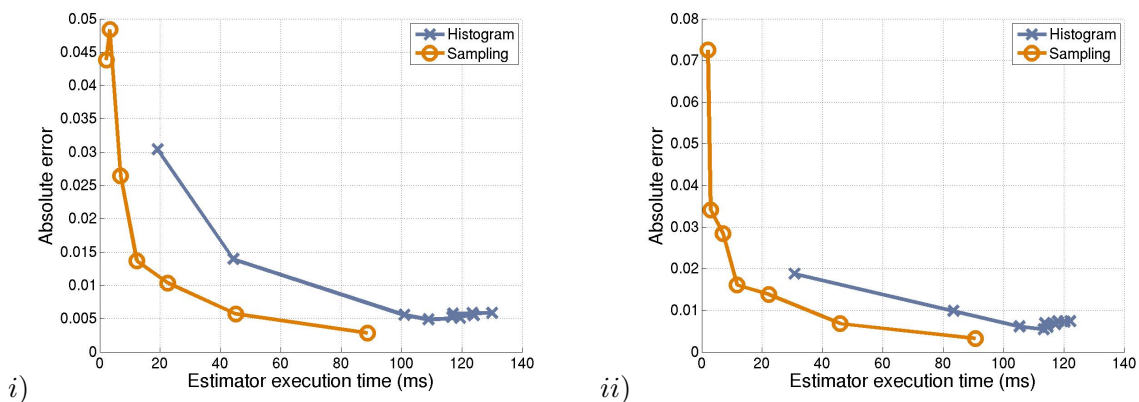 0.05
0.045
0.04
0.035
0.03
0.025
0.02
0.015
0.01
0.005
0
Absolute error
Histogram
Sampling
0 20 40 60 80 100 120 140
Estimator execution time (ms)
i)
0.08
0.07
0.06
0.05
0.04
0.03
0.02
0.01
0
Absolute error
Histogram
Sampling
0 20 40 60 80 100 120 140
Estimator execution time (ms)
ii)